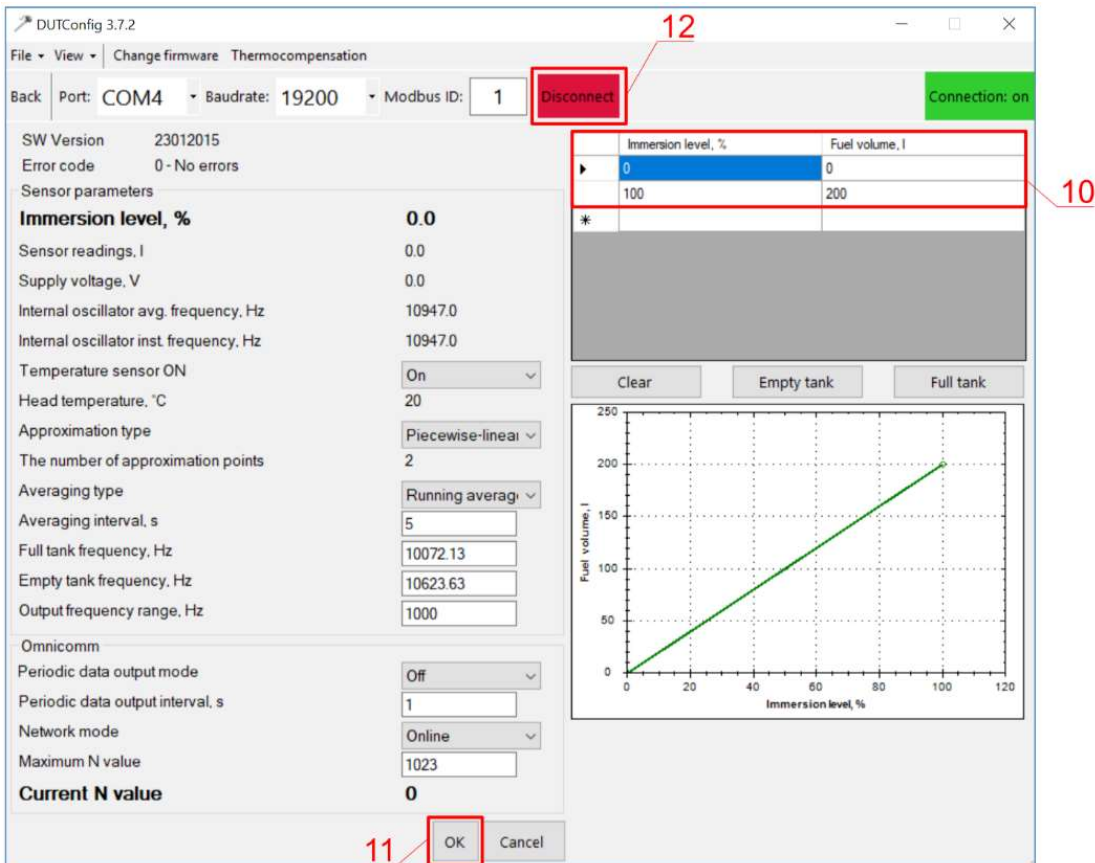 DUTConfig 3.7.2
12
File View Change firmware Thermocompensation
Back Port: COM4 Baudrate: 19200 Modbus ID: 1 Disconnect Connection: on
SW Version 23012015
Error code 0 - No errors
Sensor parameters
Immersion level, % 0.0
Sensor readings, l 0.0
Supply voltage, V 0.0
Internal oscillator avg. frequency, Hz 10947.0
Internal oscillator inst. frequency, Hz 10947.0
Temperature sensor ON On
Head temperature, °C 20
Approximation type Piecewise-linear
The number of approximation points 2
Averaging type Running average
Averaging interval, s 5
Full tank frequency, Hz 10072.13
Empty tank frequency, Hz 10623.63
Output frequency range, Hz 1000
Omnicomm
Periodic data output mode Off
Periodic data output interval, s 1
Network mode Online
Maximum N value 1023
Current N value 0
11
OK Cancel
Immersion level, % Fuel volume, l
0 0
100 200
*
10
Clear Empty tank Full tank
Fuel volume, l
250
200
150
100
50
0
0 20 40 60 80 100 120
Immersion level, %